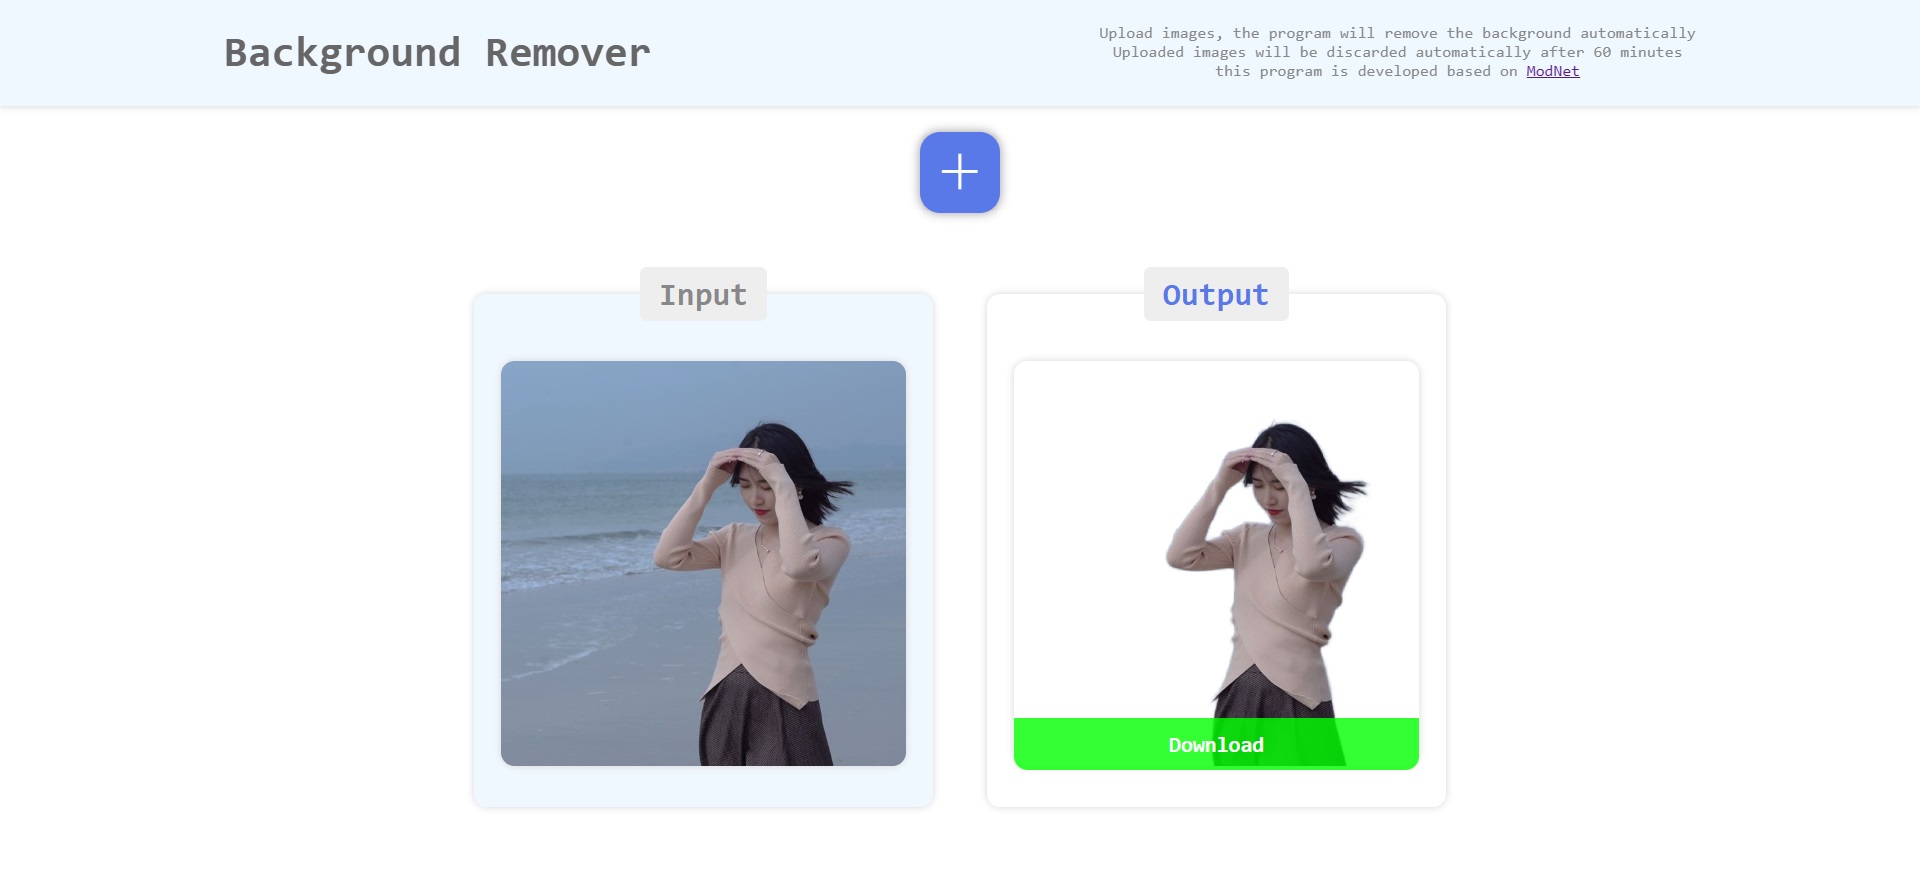 Background Remover
Upload images, the program will remove the background automatically
Uploaded images will be discarded automatically after 60 minutes
this program is developed based on ModNet
Input
Output
Download